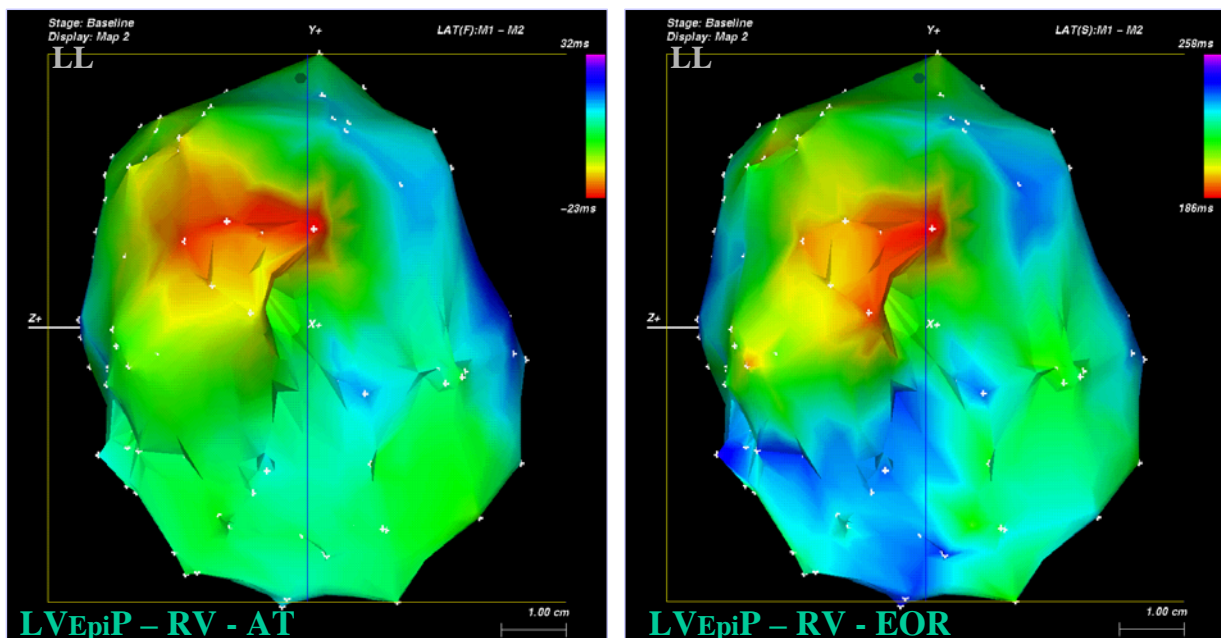 Stage: Baseline
Display: Map 2
Y+
LAT(F):M1 – M2
LL
32ms
-23ms
Z+
X+
1.00 cm
LVEpiP – RV - AT
Stage: Baseline
Display: Map 2
Y+
LAT(S):M1 – M2
LL
258ms
186ms
Z+
X+
1.00 cm
LVEpiP – RV - EOR